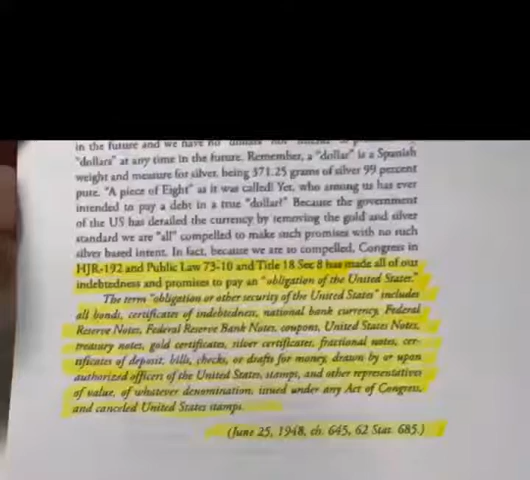 in the future and we have no
"dollars" at any time in the future. Remember, a "dollar" is a Spanish
weight and measure for silver, being 371.25 grams of silver 99 percent
pure. "A piece of Eight" as it was called! Yet, who among us has ever
intended to pay a debt in a true "dollar!" Because the government
of the US has derailed the currency by removing the gold and silver
standard we are "all" compelled to make such promises with no such
silver based intent. In fact, because we are so compelled, Congress in
HJR-192 and Public Law 73-10 and Title 18 Sec 8 has made all of our
indebtedness and promises to pay an "obligation of the United States."
The term "obligation or other security of the United States" includes
all bonds, certificates of indebtedness, national bank currency, Federal
Reserve Notes, Federal Reserve Bank Notes, coupons, United States Notes,
treasury notes, gold certificates, silver certificates, fractional notes, cer-
tificates of deposit, bills, checks, or drafts for money, drawn by or upon
authorized officers of the United States, stamps, and other representatives
of value, of whatever denomination, issued under any Act of Congress,
and canceled United States stamps.
(June 25, 1948, ch. 645, 62 Stat. 685.)